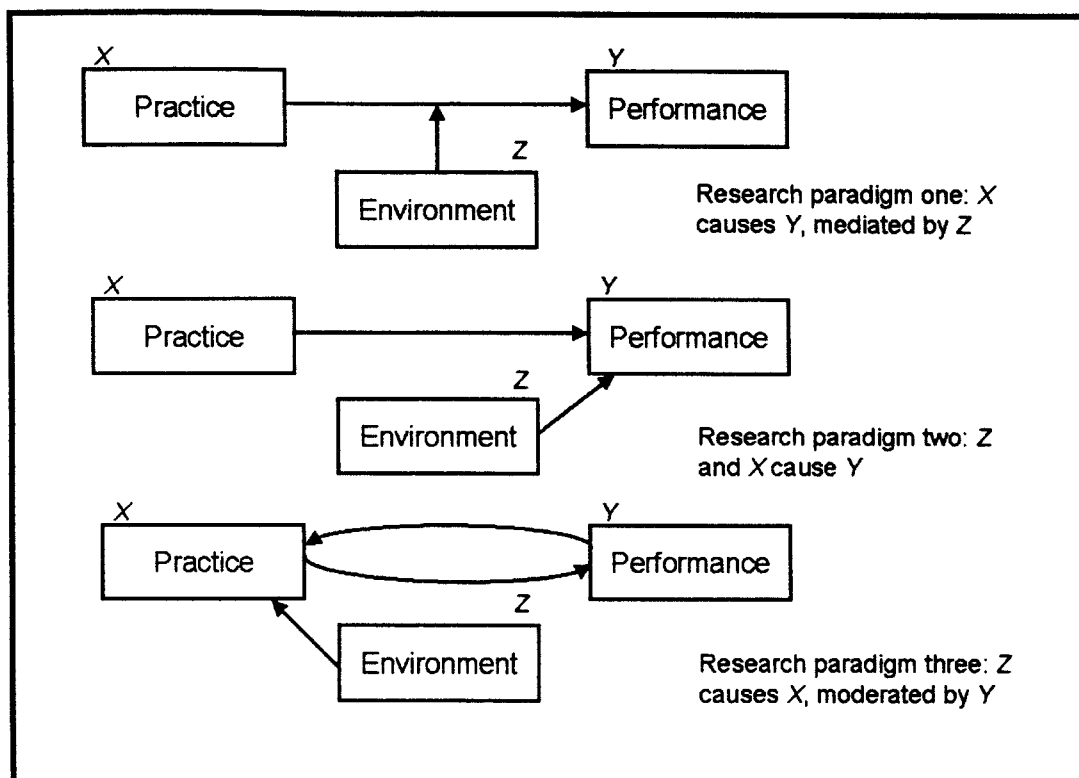 X
Y
Practice
Performance
Z
Environment
Research paradigm one: X
causes Y, mediated by Z
X
Y
Practice
Performance
Z
Environment
Research paradigm two: Z
and X cause Y
X
Y
Practice
Performance
Z
Environment
Research paradigm three: Z
causes X, moderated by Y